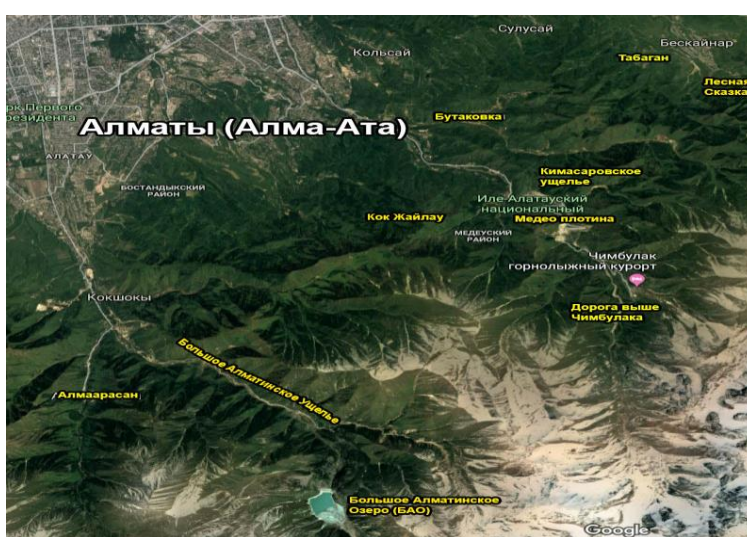 Сулусай
Кольсай
Бескайнар
Табаган
Лесная
Сказка
Парк Первого
Президента
Бутаковка
Алматы (Алма-Ата)
АЛАТАУ
Кимасаровское
ущелье
БОСТАНДЫКСКИЙ
РАЙОН
Иле-Алатауский
национальный
Кок Жайлау
Медео плотина
МЕДЕУСКИЙ
РАЙОН
Чимбулак
горнолыжный курорт
Кокшокы
Дорога выше
Чимбулака
Большое Алматинское Ущелье
Алмаарасан
Большое Алматинское
Озеро (БАО)
Google